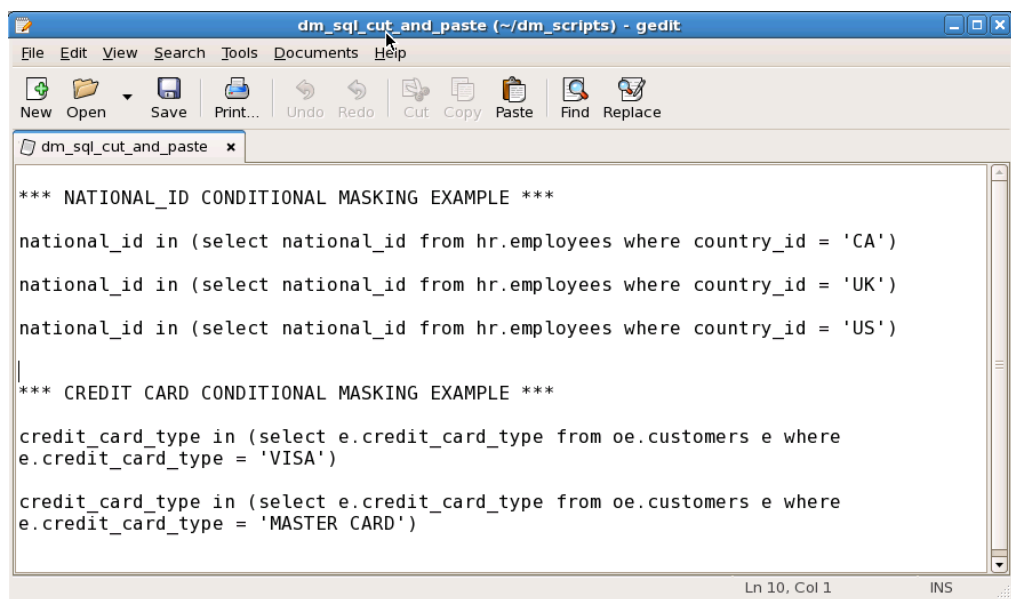 dm_sql_cut_and_paste (~/dm_scripts) - gedit
File Edit View Search Tools Documents Help
New Open Save Print... Undo Redo Cut Copy Paste Find Replace
dm_sql_cut_and_paste
*** NATIONAL_ID CONDITIONAL MASKING EXAMPLE ***
national_id in (select national_id from hr.employees where country_id = 'CA')
national_id in (select national_id from hr.employees where country_id = 'UK')
national_id in (select national_id from hr.employees where country_id = 'US')
*** CREDIT CARD CONDITIONAL MASKING EXAMPLE ***
credit_card_type in (select e.credit_card_type from oe.customers e where
e.credit_card_type = 'VISA')
credit_card_type in (select e.credit_card_type from oe.customers e where
e.credit_card_type = 'MASTER CARD')
Ln 10, Col 1 INS